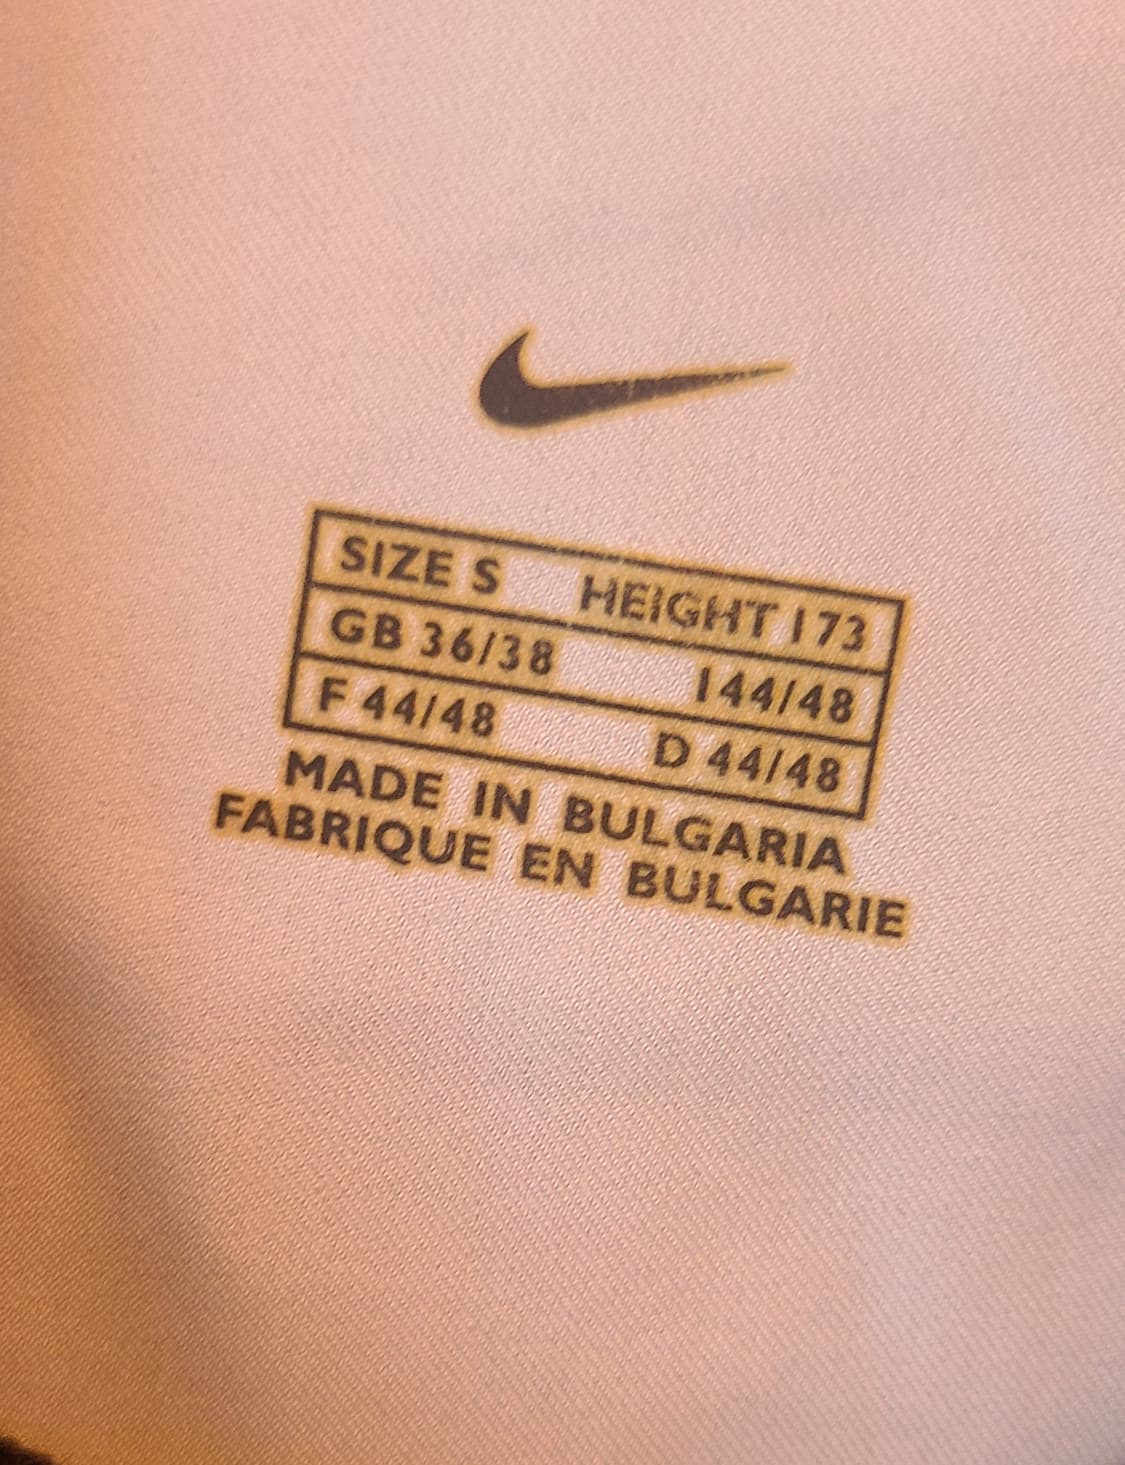 SIZE S HEIGHT 173
GB 36/38 I 44/48
F 44/48 D 44/48
MADE IN BULGARIA
FABRIQUE EN BULGARIE